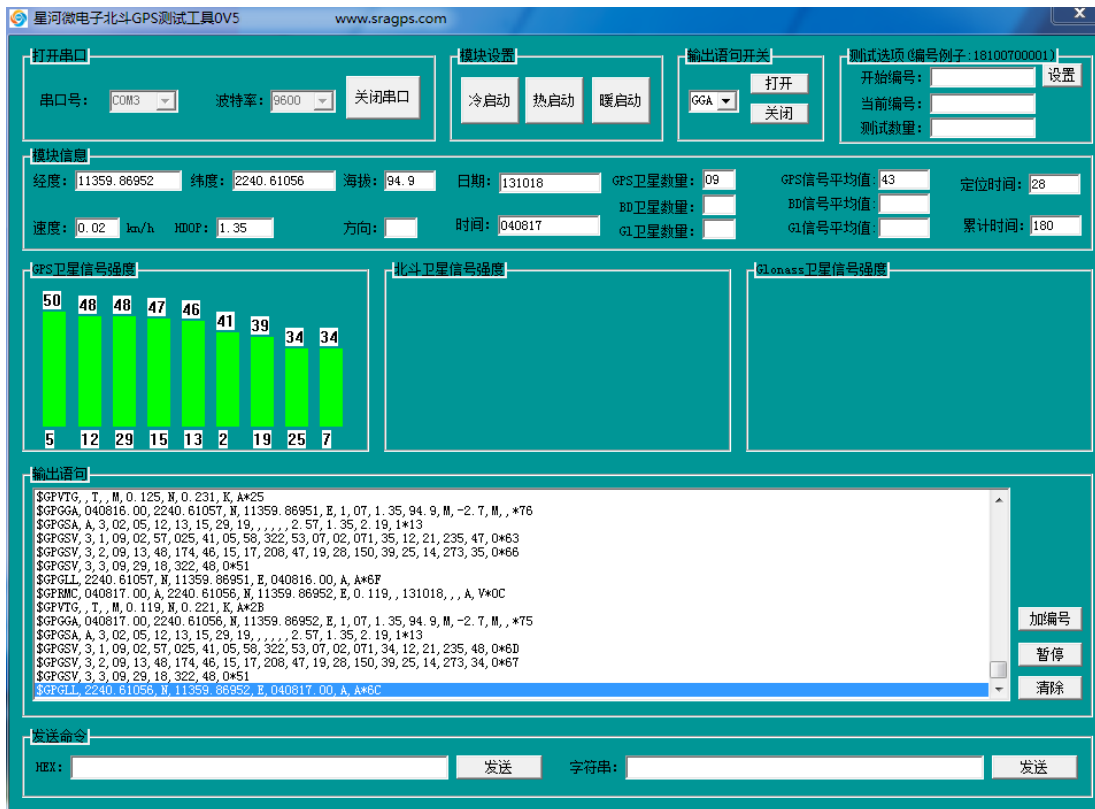 星河微电子北斗GPS测试工具0V5 www.sragps.com X
打开串口
串口号： COM3 波特率： 9600 关闭串口
模块设置
冷启动 热启动 暖启动
输出语句开关
GGA 打开
关闭
测试选项(编号例子:18100700001)
开始编号： 设置
当前编号：
测试数量：
模块信息
经度： 11359.86952 纬度： 2240.61056 海拔： 94.9 日期： 131018 GPS卫星数量： 09 GPS信号平均值： 43 定位时间： 28
BD卫星数量： BD信号平均值：
速度： 0.02 km/h HDOP： 1.35 方向： 时间： 040817 Gl卫星数量： Gl信号平均值： 累计时间： 180
GPS卫星信号强度
50 48 48 47 46 41 39 34 34
5 12 29 15 13 2 19 25 7
北斗卫星信号强度
Glonass卫星信号强度
输出语句
$GPVTG,,T,,M,0.125,N,0.231,K,A*25
$GPGGA,040816.00,2240.61057,N,11359.86951,E,1,07,1.35,94.9,M,-2.7,M,,*76
$GPGSA,A,3,02,05,12,13,15,29,19,,,,,,2.57,1.35,2.19,1*13
$GPGSV,3,1,09,02,57,025,41,05,58,322,53,07,02,071,35,12,21,235,47,0*63
$GPGSV,3,2,09,13,48,174,46,15,17,208,47,19,28,150,39,25,14,273,35,0*66
$GPGSV,3,3,09,29,18,322,48,0*51
$GPGLL,2240.61057,N,11359.86951,E,040816.00,A,A*6F
$GPRMC,040817.00,A,2240.61056,N,11359.86952,E,0.119,,131018,,,A,V*0C
$GPVTG,,T,,M,0.119,N,0.221,K,A*2B
$GPGGA,040817.00,2240.61056,N,11359.86952,E,1,07,1.35,94.9,M,-2.7,M,,*75
$GPGSA,A,3,02,05,12,13,15,29,19,,,,,,2.57,1.35,2.19,1*13
$GPGSV,3,1,09,02,57,025,41,05,58,322,53,07,02,071,34,12,21,235,48,0*6D
$GPGSV,3,2,09,13,48,174,46,15,17,208,47,19,28,150,39,25,14,273,34,0*67
$GPGSV,3,3,09,29,18,322,48,0*51
$GPGLL,2240.61056,N,11359.86952,E,040817.00,A,A*6C
加编号
暂停
清除
发送命令
HEX： 发送 字符串： 发送